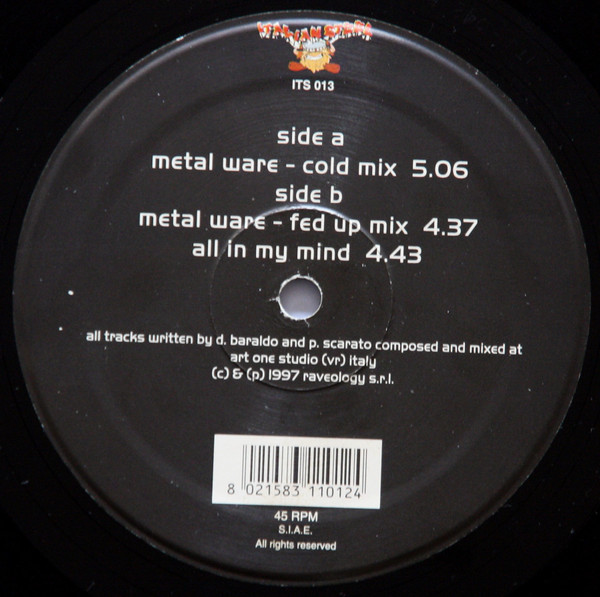 ITALIAN STYLE
ITS 013
side a
metal ware - cold mix 5.06
side b
metal ware - fed up mix 4.37
all in my mind 4.43
all tracks written by d. baraldo and p. scarato composed and mixed at
art one studio (vr) italy
(c) & (p) 1997 raveology s.r.l.
8 021583 110124
45 RPM
S.I.A.E.
All rights reserved